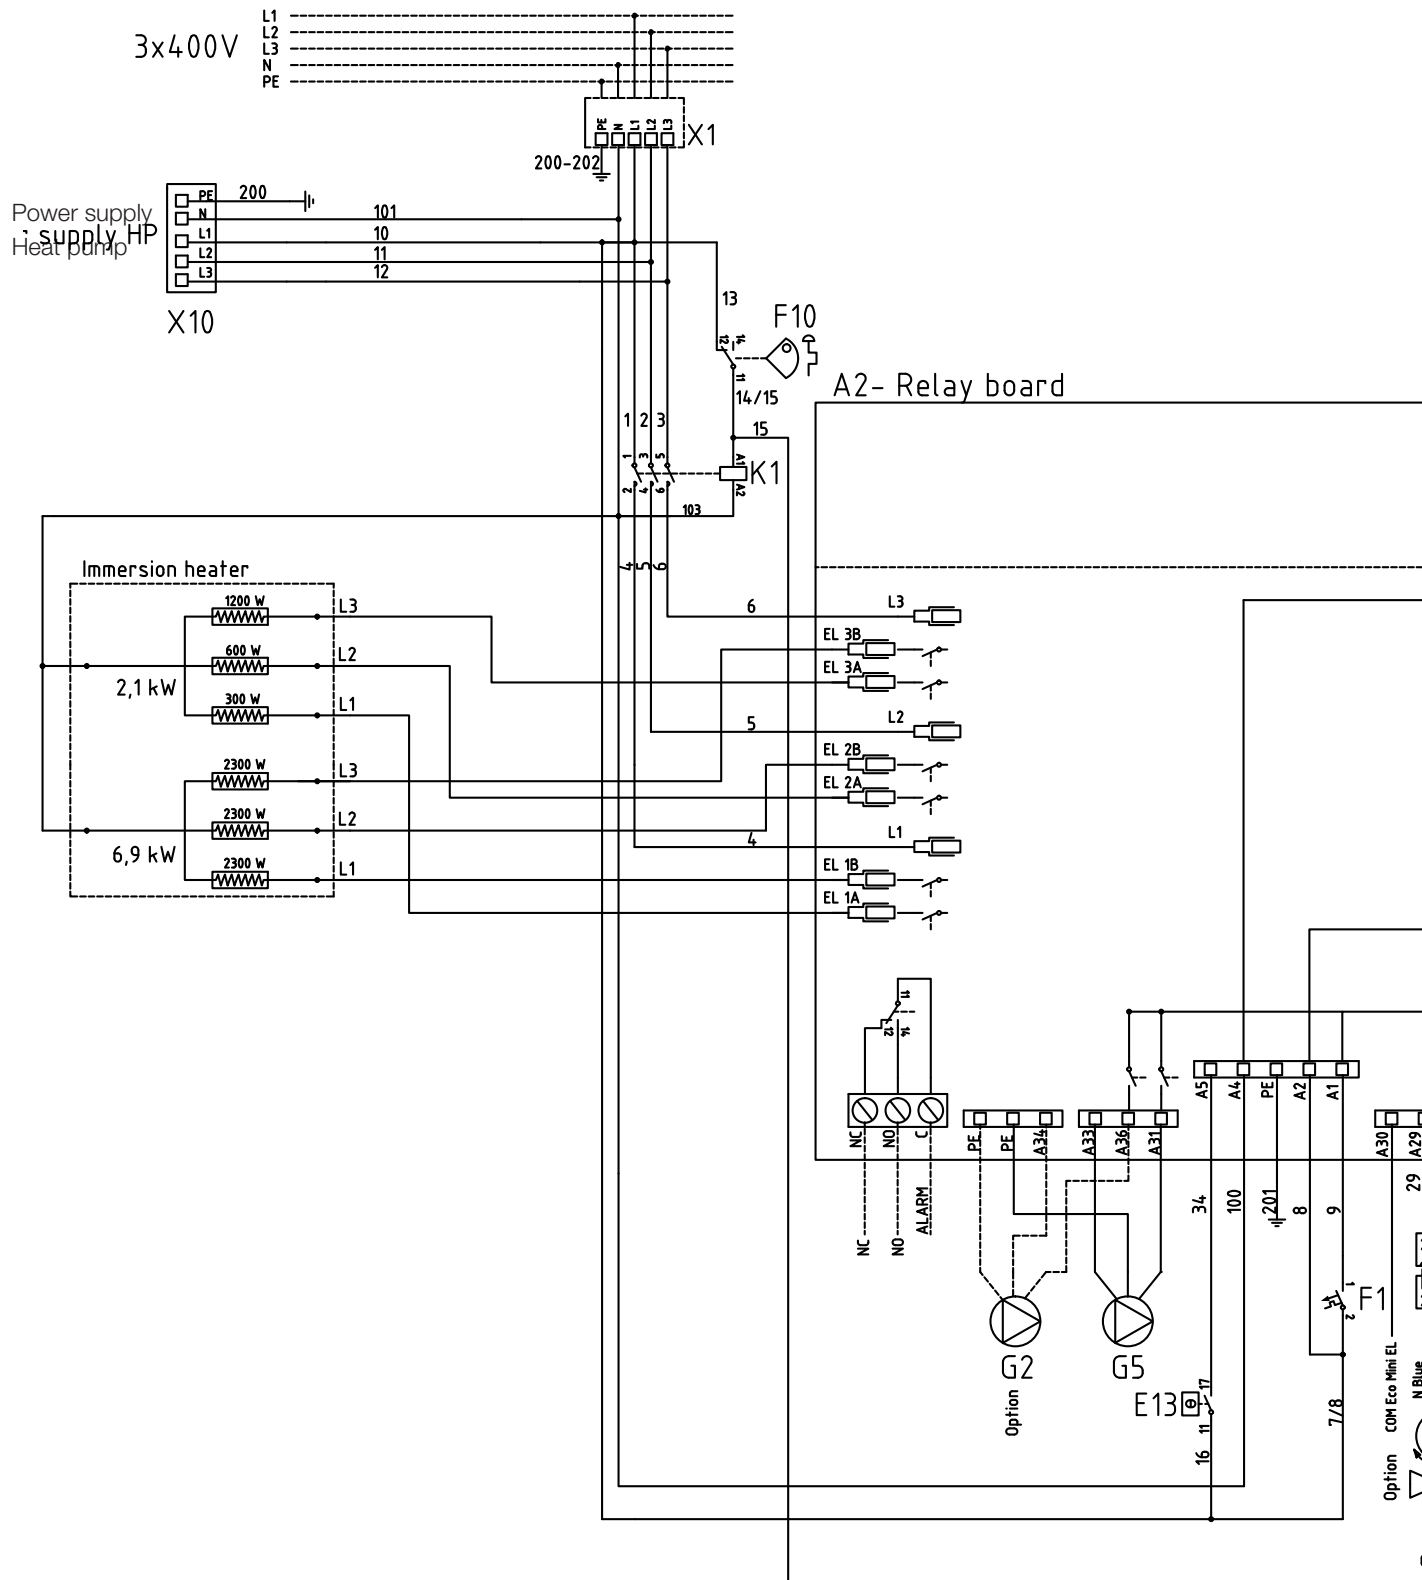 L1
L2
3x400V L3
N
PE
PE N L1 L2 L3
X1
200-202
PE 200
Power supply
N 101
- supply HP
L1 10
Heat pump
L2 11
L3 12
X10
13
F10
12 14
11
A2- Relay board
14/15
1 2 3
15
1 3 5
A1
K1
2 4 6
A2
103
4 5 6
Immersion heater
1200 W L3
6 L3
EL 3B
600 W L2
EL 3A
2,1 kW
300 W L1
5 L2
EL 2B
2300 W L3
EL 2A
2300 W L2
4 L1
6,9 kW
2300 W L1
EL 1B
EL 1A
11
12 14
A5 A4 PE A2 A1
NC NO C PE PE A34 A33 A36 A31 A30 A29
34 100 201 8 9 29
NC NO ALARM
1
F1
2
G2 G5
Option
17
E13
11
16
7/8
COM Eco Mini EL
N Blue
Option